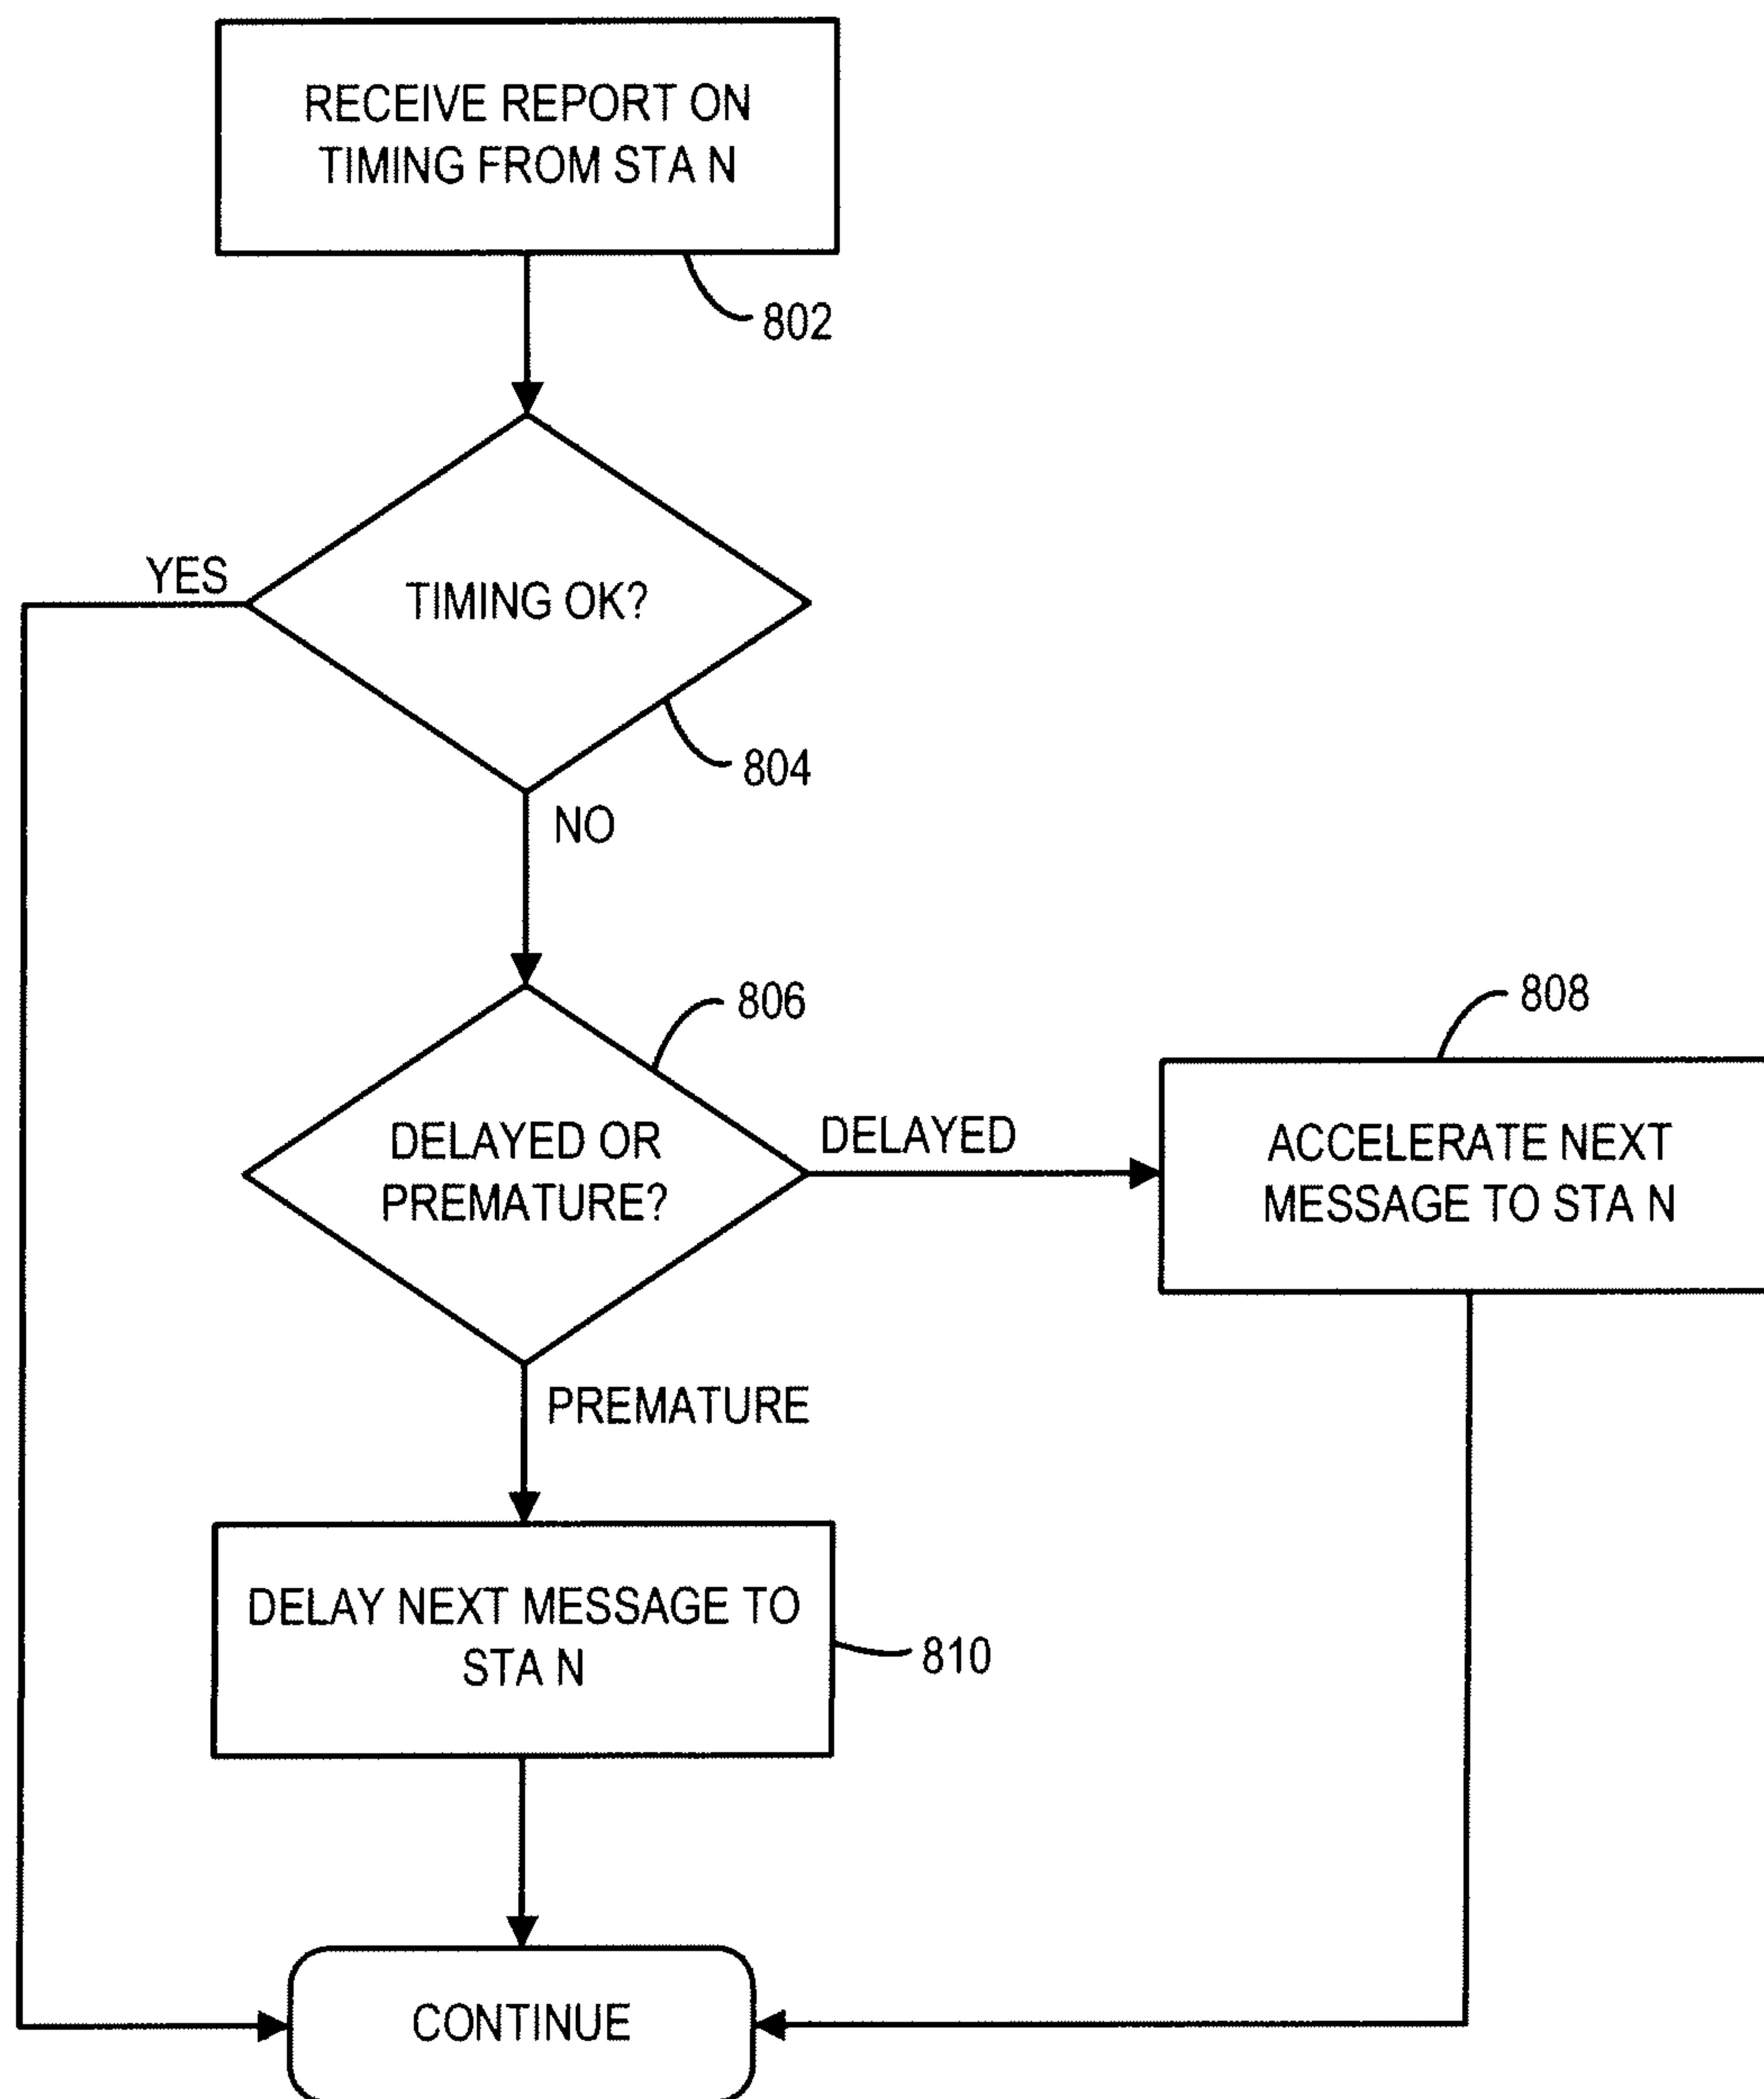 RECEIVE REPORT ON
TIMING FROM STA N
802
YES
TIMING OK?
804
NO
806
808
DELAYED OR
PREMATURE?
DELAYED
ACCELERATE NEXT
MESSAGE TO STA N
PREMATURE
DELAY NEXT MESSAGE TO
STA N
810
CONTINUE